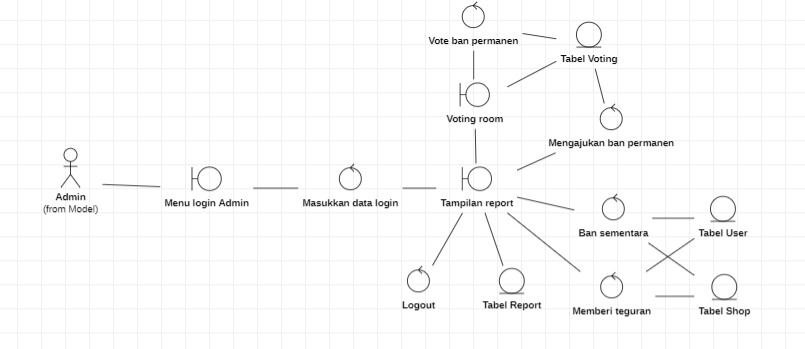 Vote ban permanen
Tabel Voting
Voting room
Mengajukan ban permanen
Admin
(from Model)
Menu login Admin
Masukkan data login
Tampilan report
Ban sementara
Tabel User
Logout
Tabel Report
Memberi teguran
Tabel Shop